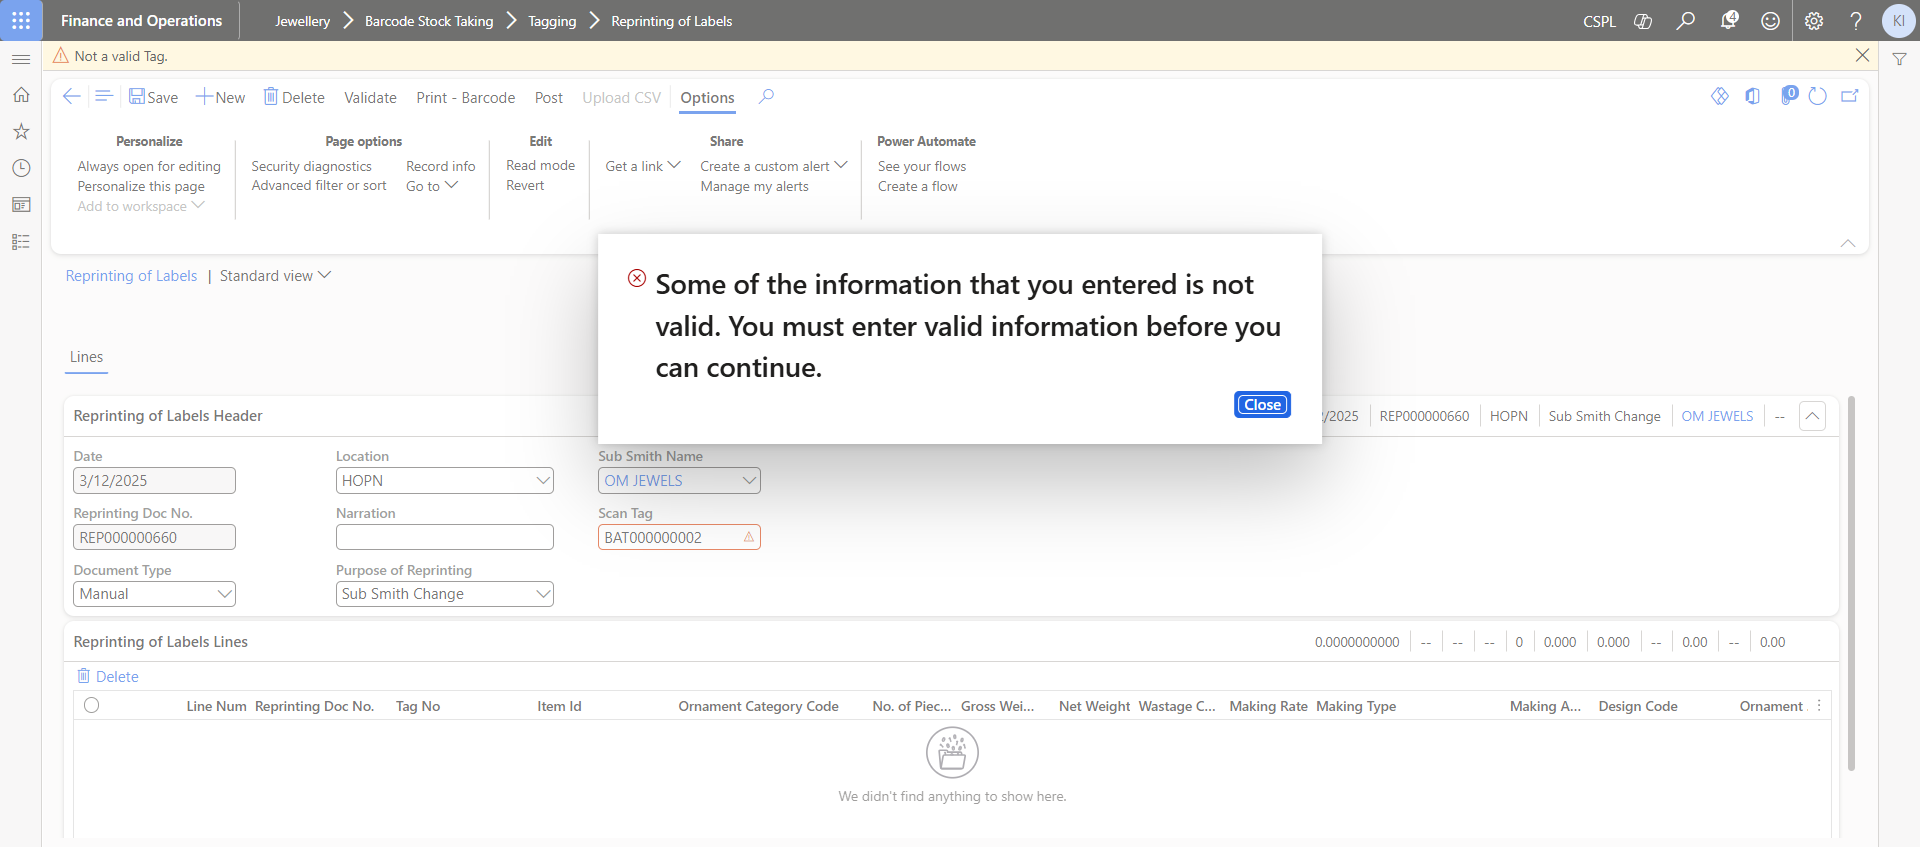 Finance and Operations
Jewellery > Barcode Stock Taking > Tagging > Reprinting of Labels
CSPL
4
KI
Not a valid Tag.
Save
New
Delete
Validate
Print - Barcode
Post
Upload CSV
Options
0
Personalize
Always open for editing
Personalize this page
Add to workspace
Page options
Security diagnostics
Advanced filter or sort
Record info
Go to
Edit
Read mode
Revert
Share
Get a link
Create a custom alert
Manage my alerts
Power Automate
See your flows
Create a flow
Reprinting of Labels | Standard view
Some of the information that you entered is not
valid. You must enter valid information before you
can continue.
Close
Lines
Reprinting of Labels Header
/2025 | REP000000660 | HOPN | Sub Smith Change | OM JEWELS | --
Date
3/12/2025
Reprinting Doc No.
REP000000660
Document Type
Manual
Location
HOPN
Narration
Purpose of Reprinting
Sub Smith Change
Sub Smith Name
OM JEWELS
Scan Tag
BAT000000002
Reprinting of Labels Lines
0.0000000000 | -- | -- | -- | 0 | 0.000 | 0.000 | -- | 0.00 | -- | 0.00
Delete
Line Num Reprinting Doc No. Tag No Item Id Ornament Category Code No. of Piec... Gross Wei... Net Weight Wastage C... Making Rate Making Type Making A... Design Code Ornament
We didn't find anything to show here.